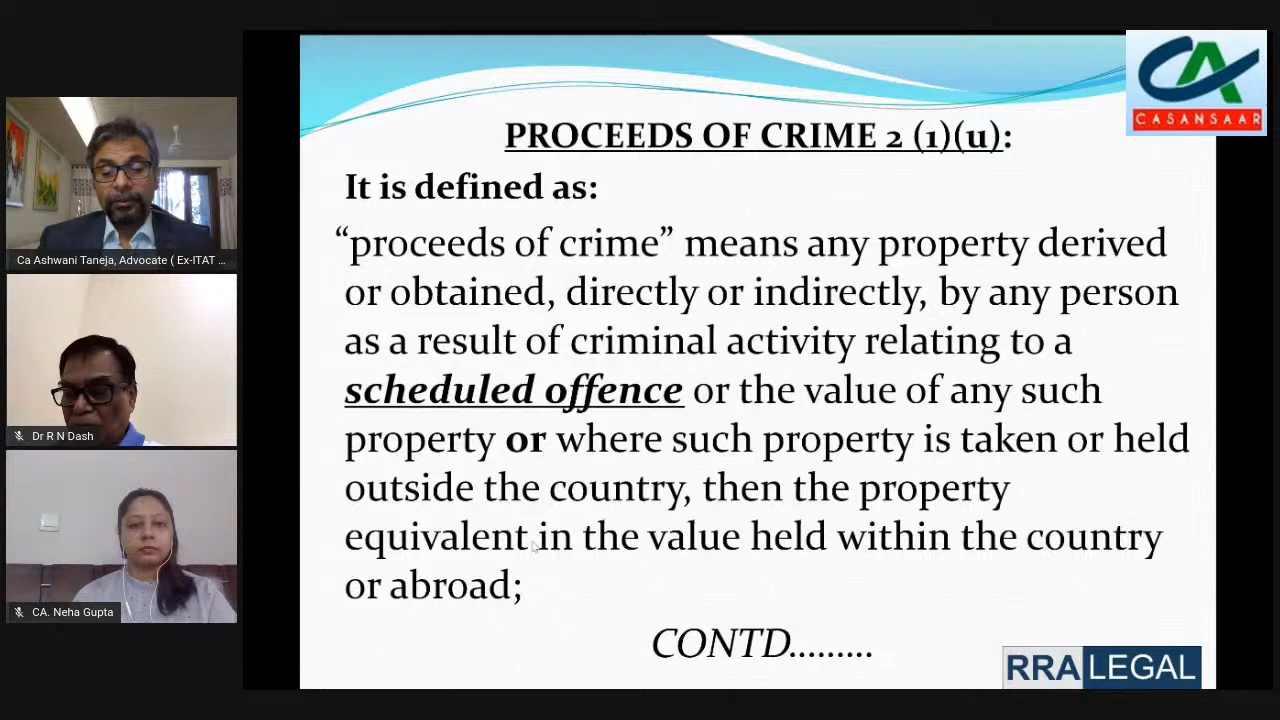 CA
CASANSAAR
PROCEEDS OF CRIME 2 (1)(u):
It is defined as:
“proceeds of crime” means any property derived
or obtained, directly or indirectly, by any person
as a result of criminal activity relating to a
scheduled offence or the value of any such
property or where such property is taken or held
outside the country, then the property
equivalent in the value held within the country
or abroad;
CONTD.........
RRA LEGAL
Ca Ashwani Taneja, Advocate ( Ex-ITAT ...
Dr R N Dash
CA. Neha Gupta